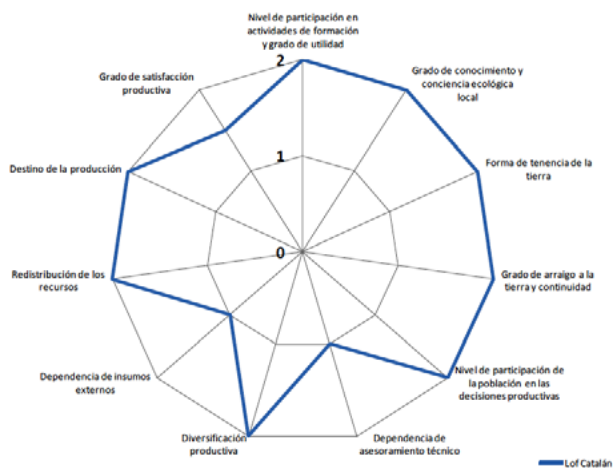 Nivel de participación en
actividades de formación
y grado de utilidad
2
Grado de satisfacción
productiva
Grado de conocimiento y
conciencia ecológica
local
1
Destino de la producción
Forma de tenencia de la
tierra
0
Redistribución de los
recursos
Grado de arraigo a la
tierra y continuidad
Dependencia de insumos
externos
Nivel de participación de
la población en las
decisiones productivas
Diversificación
productiva
Dependencia de
asesoramiento técnico
Lof Catalán